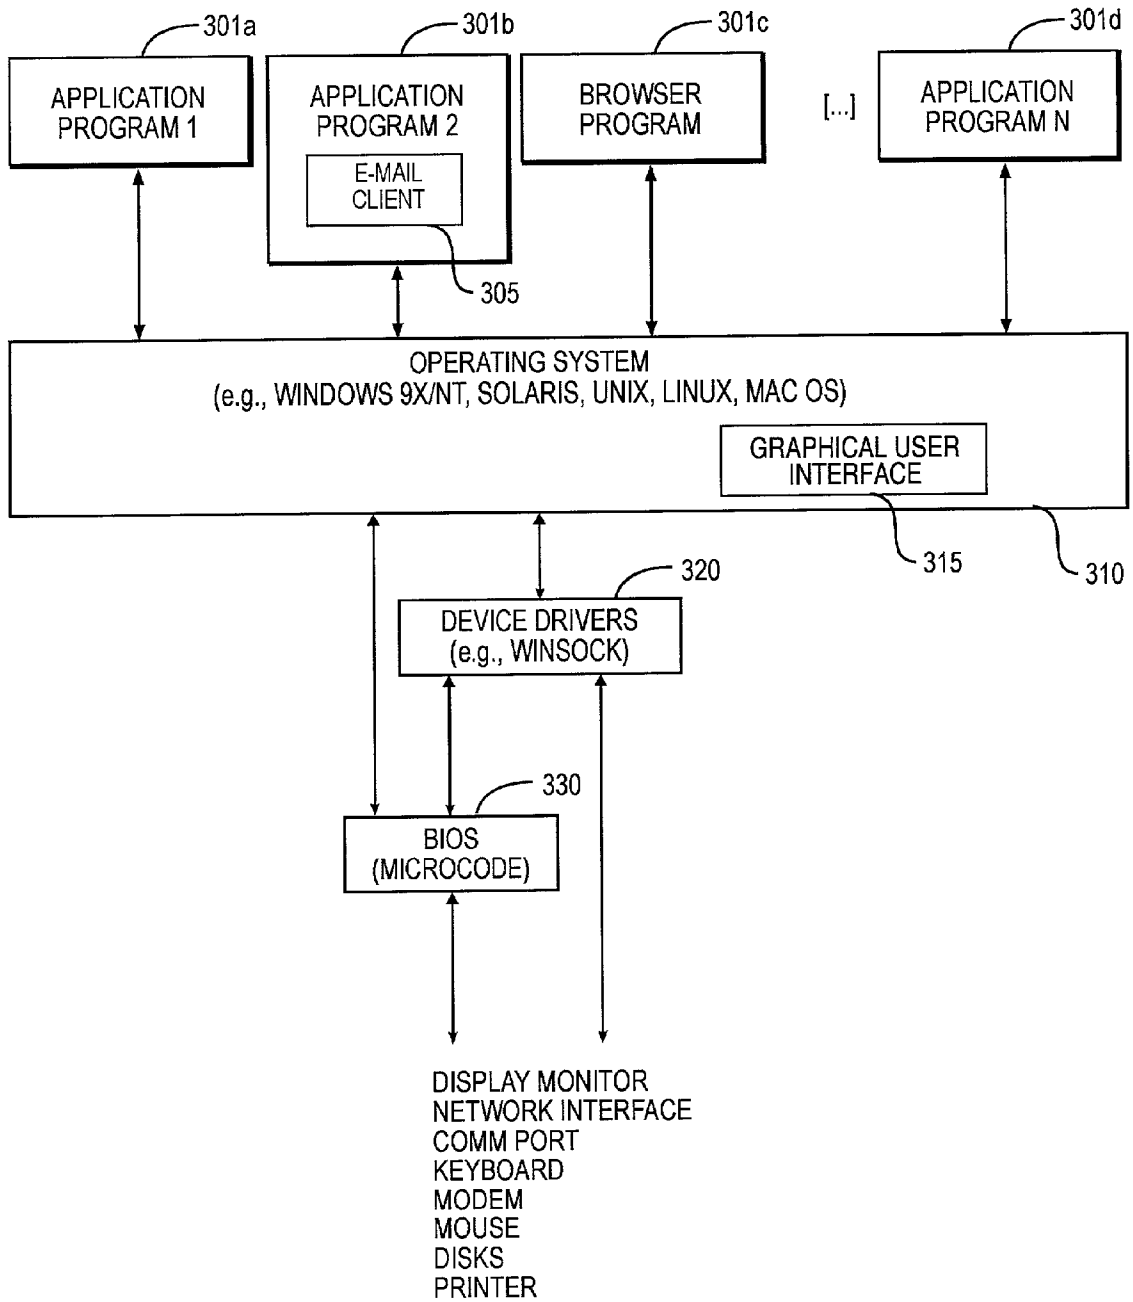 301a
301b
301c
301d
APPLICATION
PROGRAM 1
APPLICATION
PROGRAM 2
E-MAIL
CLIENT
BROWSER
PROGRAM
[...]
APPLICATION
PROGRAM N
305
OPERATING SYSTEM
(e.g., WINDOWS 9X/NT, SOLARIS, UNIX, LINUX, MAC OS)
GRAPHICAL USER
INTERFACE
315
310
320
DEVICE DRIVERS
(e.g., WINSOCK)
330
BIOS
(MICROCODE)
DISPLAY MONITOR
NETWORK INTERFACE
COMM PORT
KEYBOARD
MODEM
MOUSE
DISKS
PRINTER